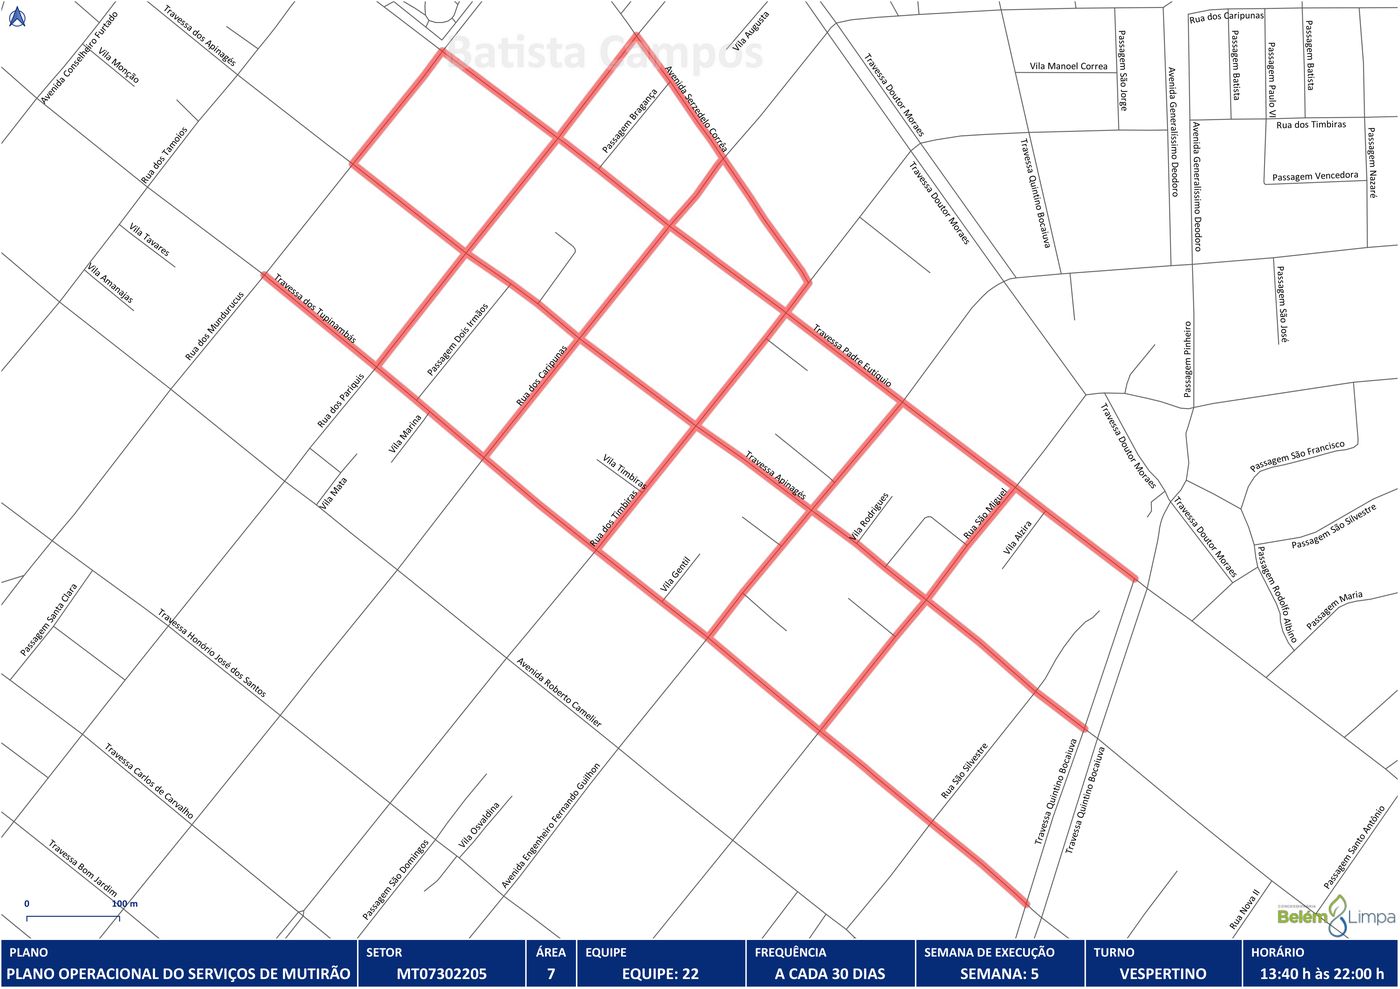 Batista Campos
Travessa dos Apinagés
Avenida Conselheiro Furtado
Vila Monção
Rua dos Tamoios
Vila Tavares
Vila Amanajas
Rua dos Mundurucus
Travessa dos Tupinambás
Vila Augusta
Avenida Serzedelo Corrêa
Passagem Bragança
Travessa Doutor Moraes
Travessa Doutor Moraes
Vila Manoel Correa
Passagem São Jorge
Avenida Generalíssimo Deodoro
Avenida Generalíssimo Deodoro
Rua dos Caripunas
Passagem Batista
Passagem Paulo VI
Passagem Batista
Rua dos Timbiras
Passagem Vencedora
Passagem Nazaré
Travessa Quintino Bocaiuva
Passagem São José
Passagem Pinheiro
Passagem Dois Irmãos
Rua dos Pariquis
Vila Marina
Rua dos Caripunas
Travessa Padre Eutíquio
Vila Mata
Vila Timbiras
Rua dos Timbiras
Travessa Apinagés
Vila Rodrigues
Rua São Miguel
Vila Alzira
Vila Gentil
Travessa Doutor Moraes
Travessa Doutor Moraes
Passagem São Francisco
Passagem São Silvestre
Passagem Rodolfo Albino
Passagem Maria
Passagem Santa Clara
Travessa Honório José dos Santos
Travessa Carlos de Carvalho
Travessa Bom Jardim
Avenida Roberto Camelier
Avenida Engenheiro Fernando Guilhon
Vila Osvaldina
Passagem São Domingos
Rua São Silvestre
Travessa Quintino Bocaiuva
Travessa Quintino Bocaiuva
Passagem Santo Antônio
Rua Nova II
0 100 m
CONCESSIONÁRIA
Belém Limpa
PLANO
PLANO OPERACIONAL DO SERVIÇOS DE MUTIRÃO
SETOR
MT07302205
ÁREA
7
EQUIPE
EQUIPE: 22
FREQUÊNCIA
A CADA 30 DIAS
SEMANA DE EXECUÇÃO
SEMANA: 5
TURNO
VESPERTINO
HORÁRIO
13:40 h às 22:00 h